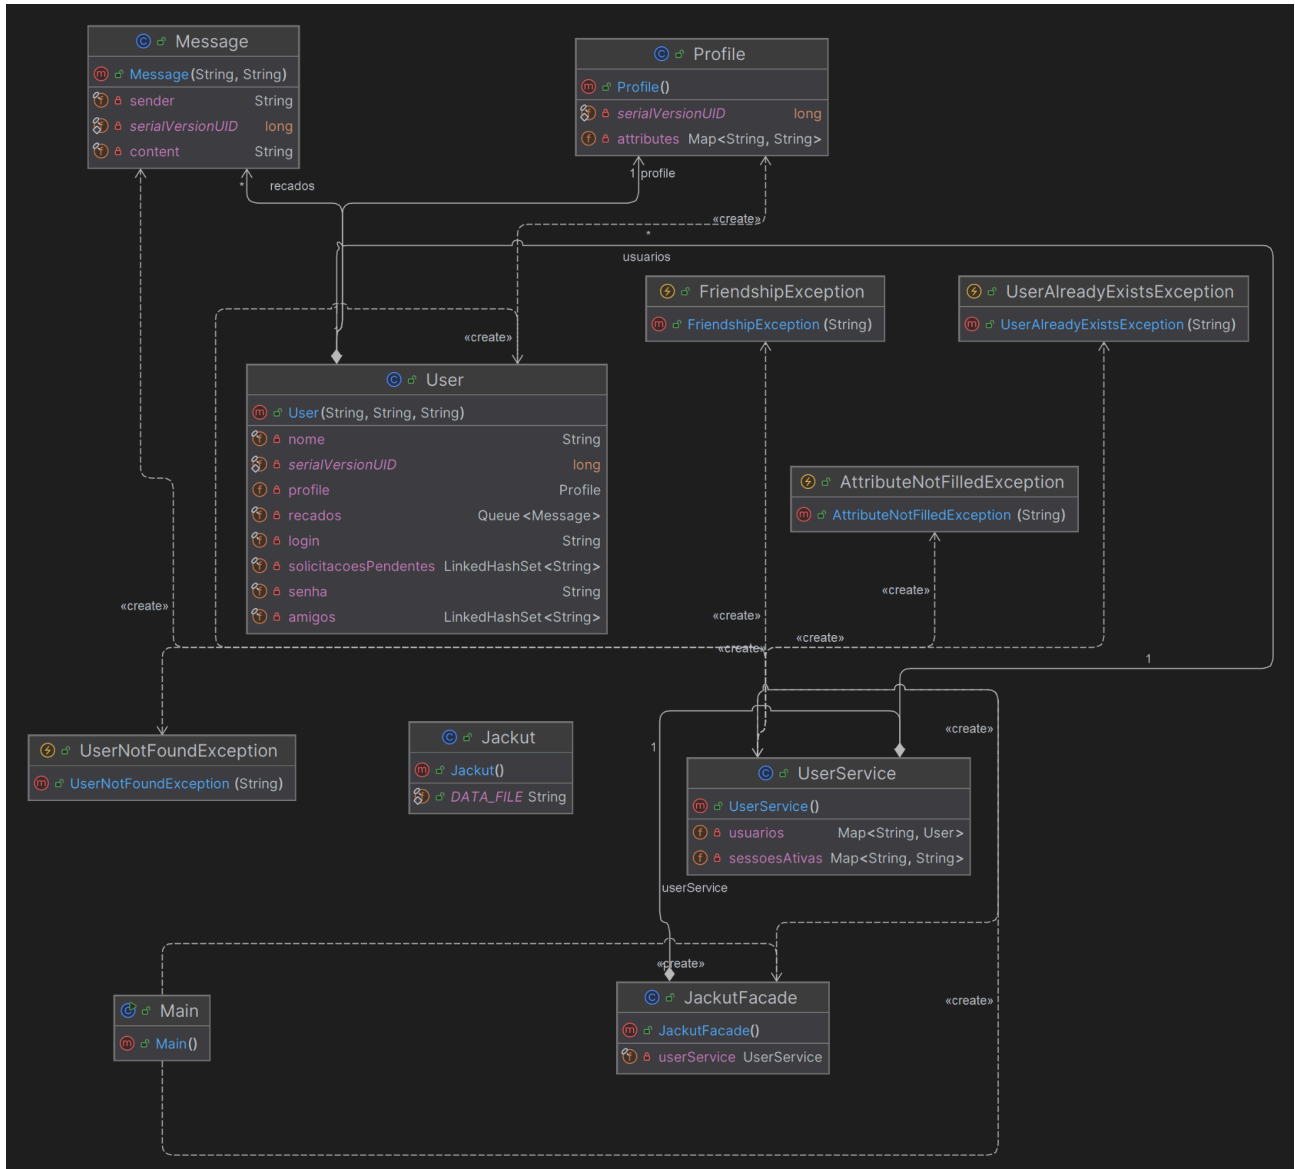 Message
Message(String, String)
sender String
serialVersionUID long
content String
Profile
Profile()
serialVersionUID long
attributes Map<String, String>
* recados
1 profile
«create»
*
usuarios
FriendshipException
FriendshipException (String)
UserAlreadyExistsException
UserAlreadyExistsException (String)
«create»
User
User(String, String, String)
nome String
serialVersionUID long
profile Profile
recados Queue<Message>
login String
solicitacoesPendentes LinkedHashSet<String>
senha String
amigos LinkedHashSet<String>
AttributeNotFilledException
AttributeNotFilledException (String)
«create»
«create»
«create»
«create»
«create»
1
UserNotFoundException
UserNotFoundException (String)
Jackut
Jackut()
DATA_FILE String
«create»
1
UserService
UserService()
usuarios Map<String, User>
sessoesAtivas Map<String, String>
userService
«create»
«create»
Main
Main()
JackutFacade
JackutFacade()
userService UserService